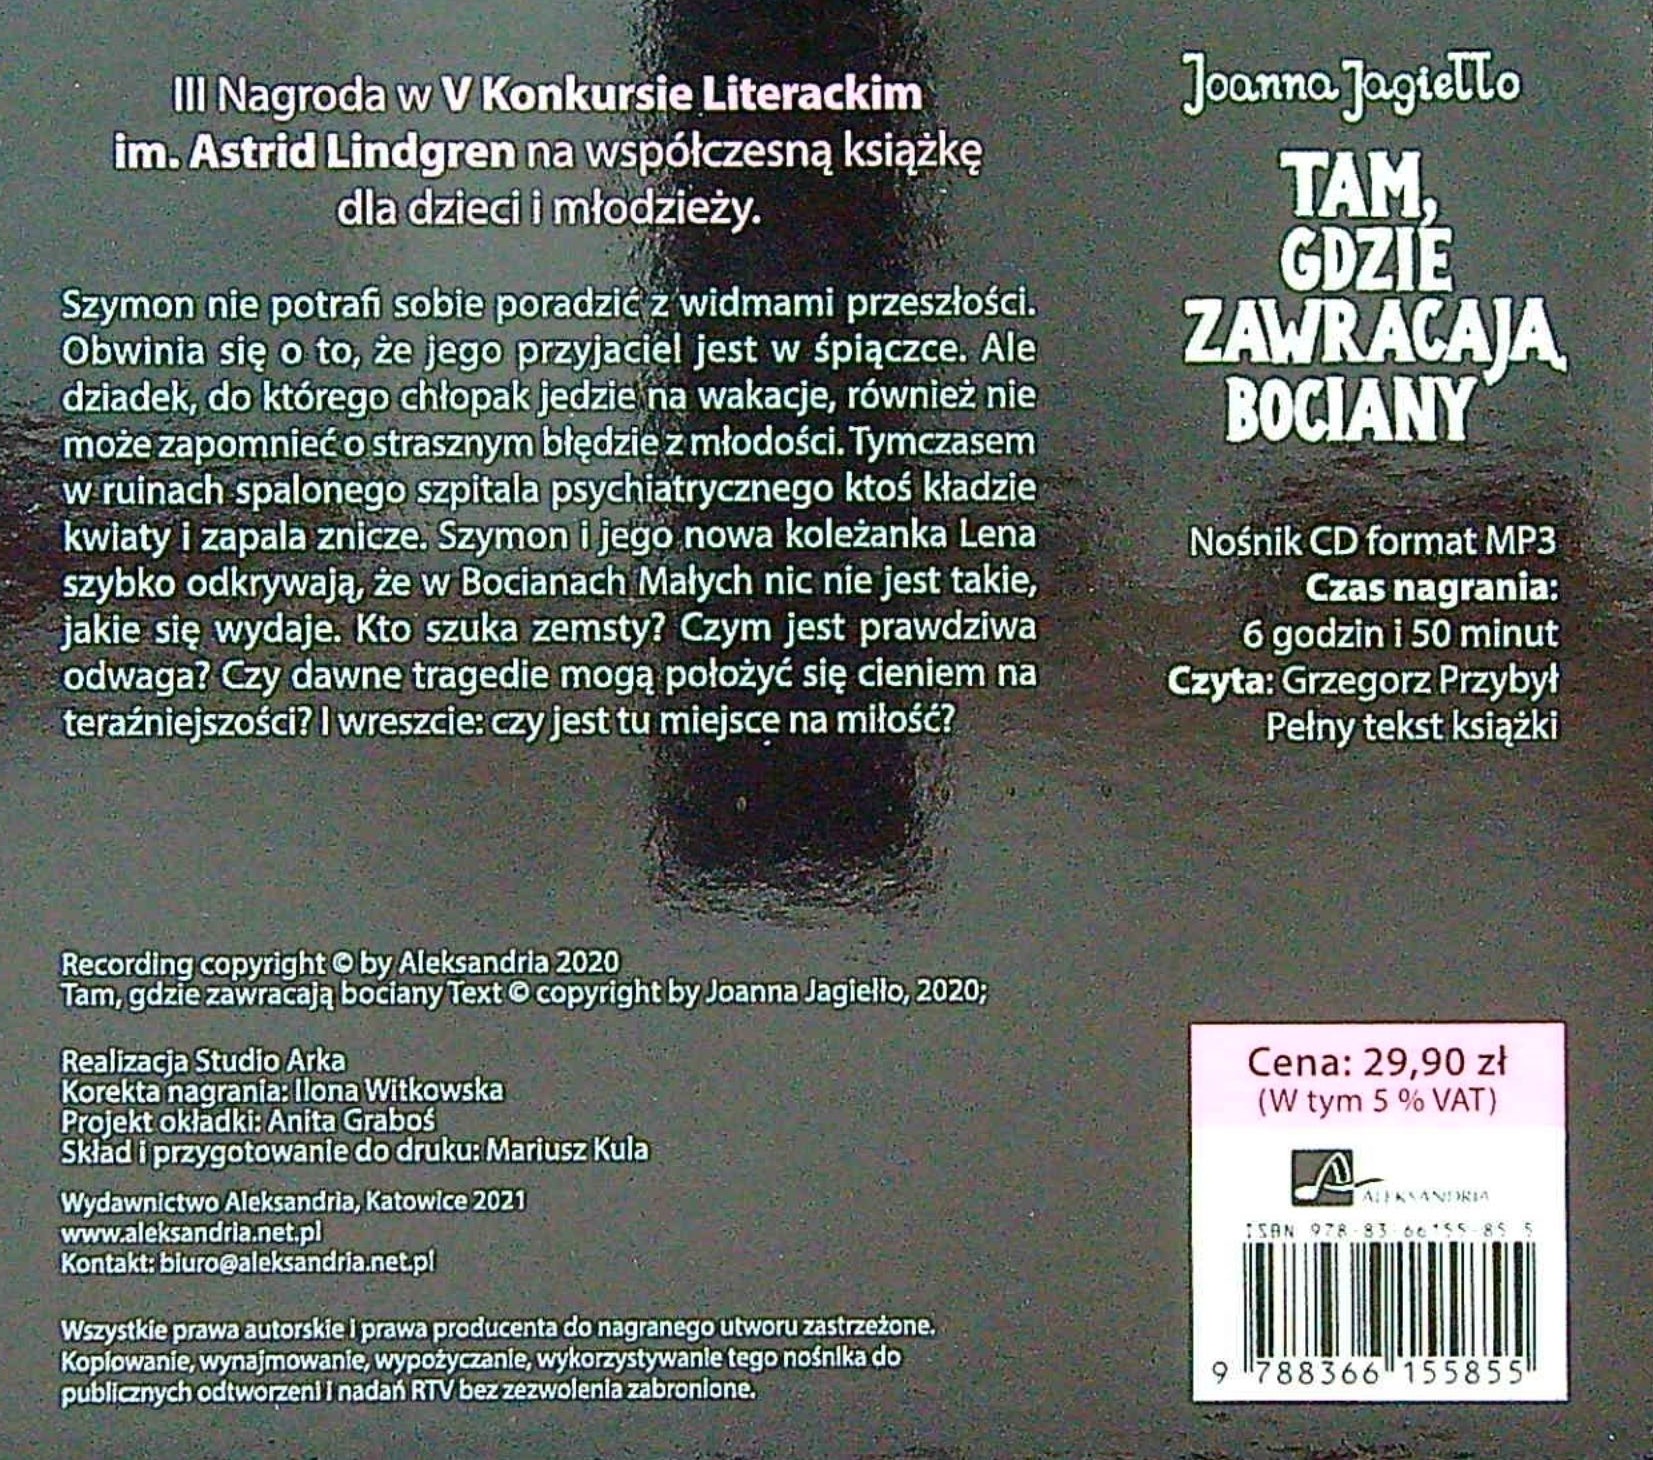 III Nagroda w V Konkursie Literackim
im. Astrid Lindgren na współczesną książkę
dla dzieci i młodzieży.
Szymon nie potrafi sobie poradzić z widmami przeszłości.
Obwinia się o to, że jego przyjaciel jest w śpiączce. Ale
dziadek, do którego chłopak jedzie na wakacje, również nie
może zapomnieć o strasznym błędzie z młodości. Tymczasem
w ruinach spalonego szpitala psychiatrycznego ktoś kładzie
kwiaty i zapala znicze. Szymon i jego nowa koleżanka Lena
szybko odkrywają, że w Bocianach Małych nic nie jest takie,
jakie się wydaje. Kto szuka zemsty? Czym jest prawdziwa
odwaga? Czy dawne tragedie mogą położyć się cieniem na
teraźniejszości? I wreszcie: czy jest tu miejsce na miłość?
Recording copyright © by Aleksandria 2020
Tam, gdzie zawracają bociany Text © copyright by Joanna Jagiełło, 2020;
Realizacja Studio Arka
Korekta nagrania: Ilona Witkowska
Projekt okładki: Anita Graboś
Skład i przygotowanie do druku: Mariusz Kula
Wydawnictwo Aleksandria, Katowice 2021
www.aleksandria.net.pl
Kontakt: biuro@aleksandria.net.pl
Wszystkie prawa autorskie i prawa producenta do nagranego utworu zastrzeżone.
Kopiowanie, wynajmowanie, wypożyczanie, wykorzystywanie tego nośnika do
publicznych odtworzeni i nadań RTV bez zezwolenia zabronione.
Joanna Jagiełło
TAM,
GDZIE
ZAWRACAJĄ
BOCIANY
Nośnik CD format MP3
Czas nagrania:
6 godzin i 50 minut
Czyta: Grzegorz Przybył
Pełny tekst książki
Cena: 29,90 zł
(W tym 5 % VAT)
ALEKSANDRIA
ISBN 978-83-66155-85-5
9 788366 155855